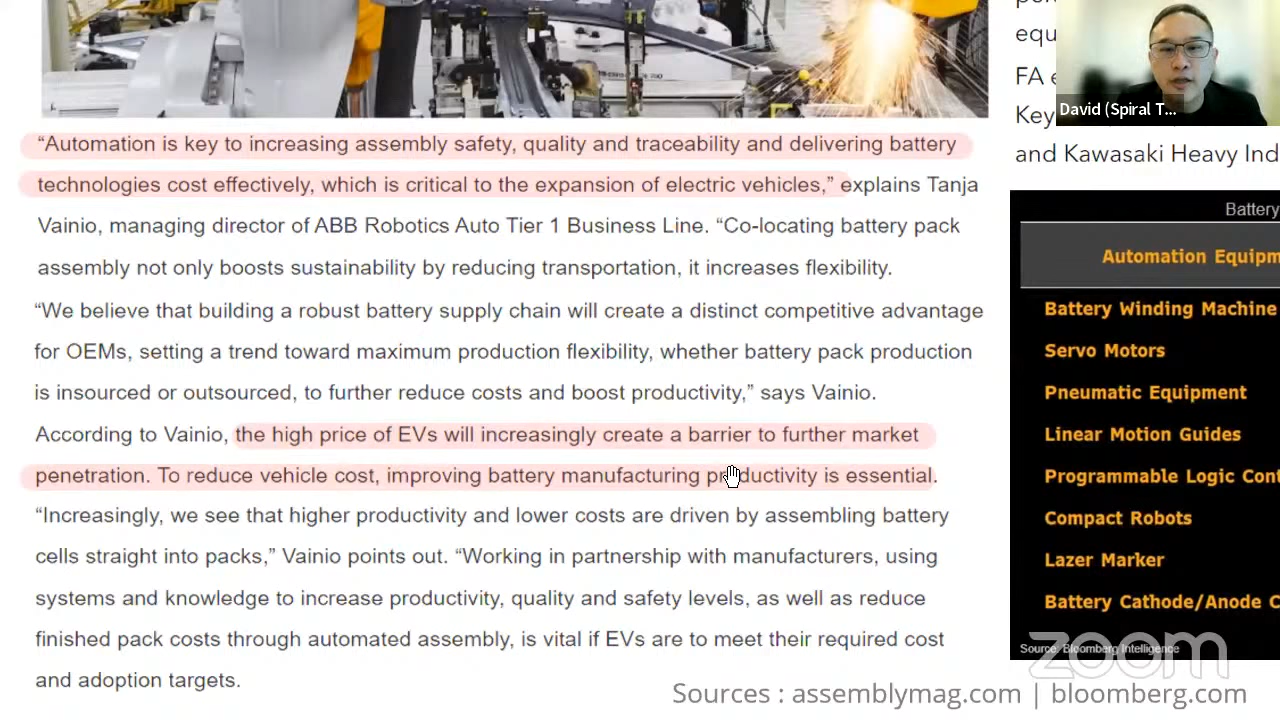 “Automation is key to increasing assembly safety, quality and traceability and delivering battery
technologies cost effectively, which is critical to the expansion of electric vehicles,” explains Tanja
Vainio, managing director of ABB Robotics Auto Tier 1 Business Line. “Co-locating battery pack
assembly not only boosts sustainability by reducing transportation, it increases flexibility.
“We believe that building a robust battery supply chain will create a distinct competitive advantage
for OEMs, setting a trend toward maximum production flexibility, whether battery pack production
is insourced or outsourced, to further reduce costs and boost productivity,” says Vainio.
According to Vainio, the high price of EVs will increasingly create a barrier to further market
penetration. To reduce vehicle cost, improving battery manufacturing productivity is essential.
“Increasingly, we see that higher productivity and lower costs are driven by assembling battery
cells straight into packs,” Vainio points out. “Working in partnership with manufacturers, using
systems and knowledge to increase productivity, quality and safety levels, as well as reduce
finished pack costs through automated assembly, is vital if EVs are to meet their required cost
and adoption targets.
equ
FA e
Key
and Kawasaki Heavy Ind
David (Spiral T...
Battery
Automation Equipm
Battery Winding Machine
Servo Motors
Pneumatic Equipment
Linear Motion Guides
Programmable Logic Cont
Compact Robots
Lazer Marker
Battery Cathode/Anode C
Source: Bloomberg Intelligence
zoom
Sources : assemblymag.com | bloomberg.com